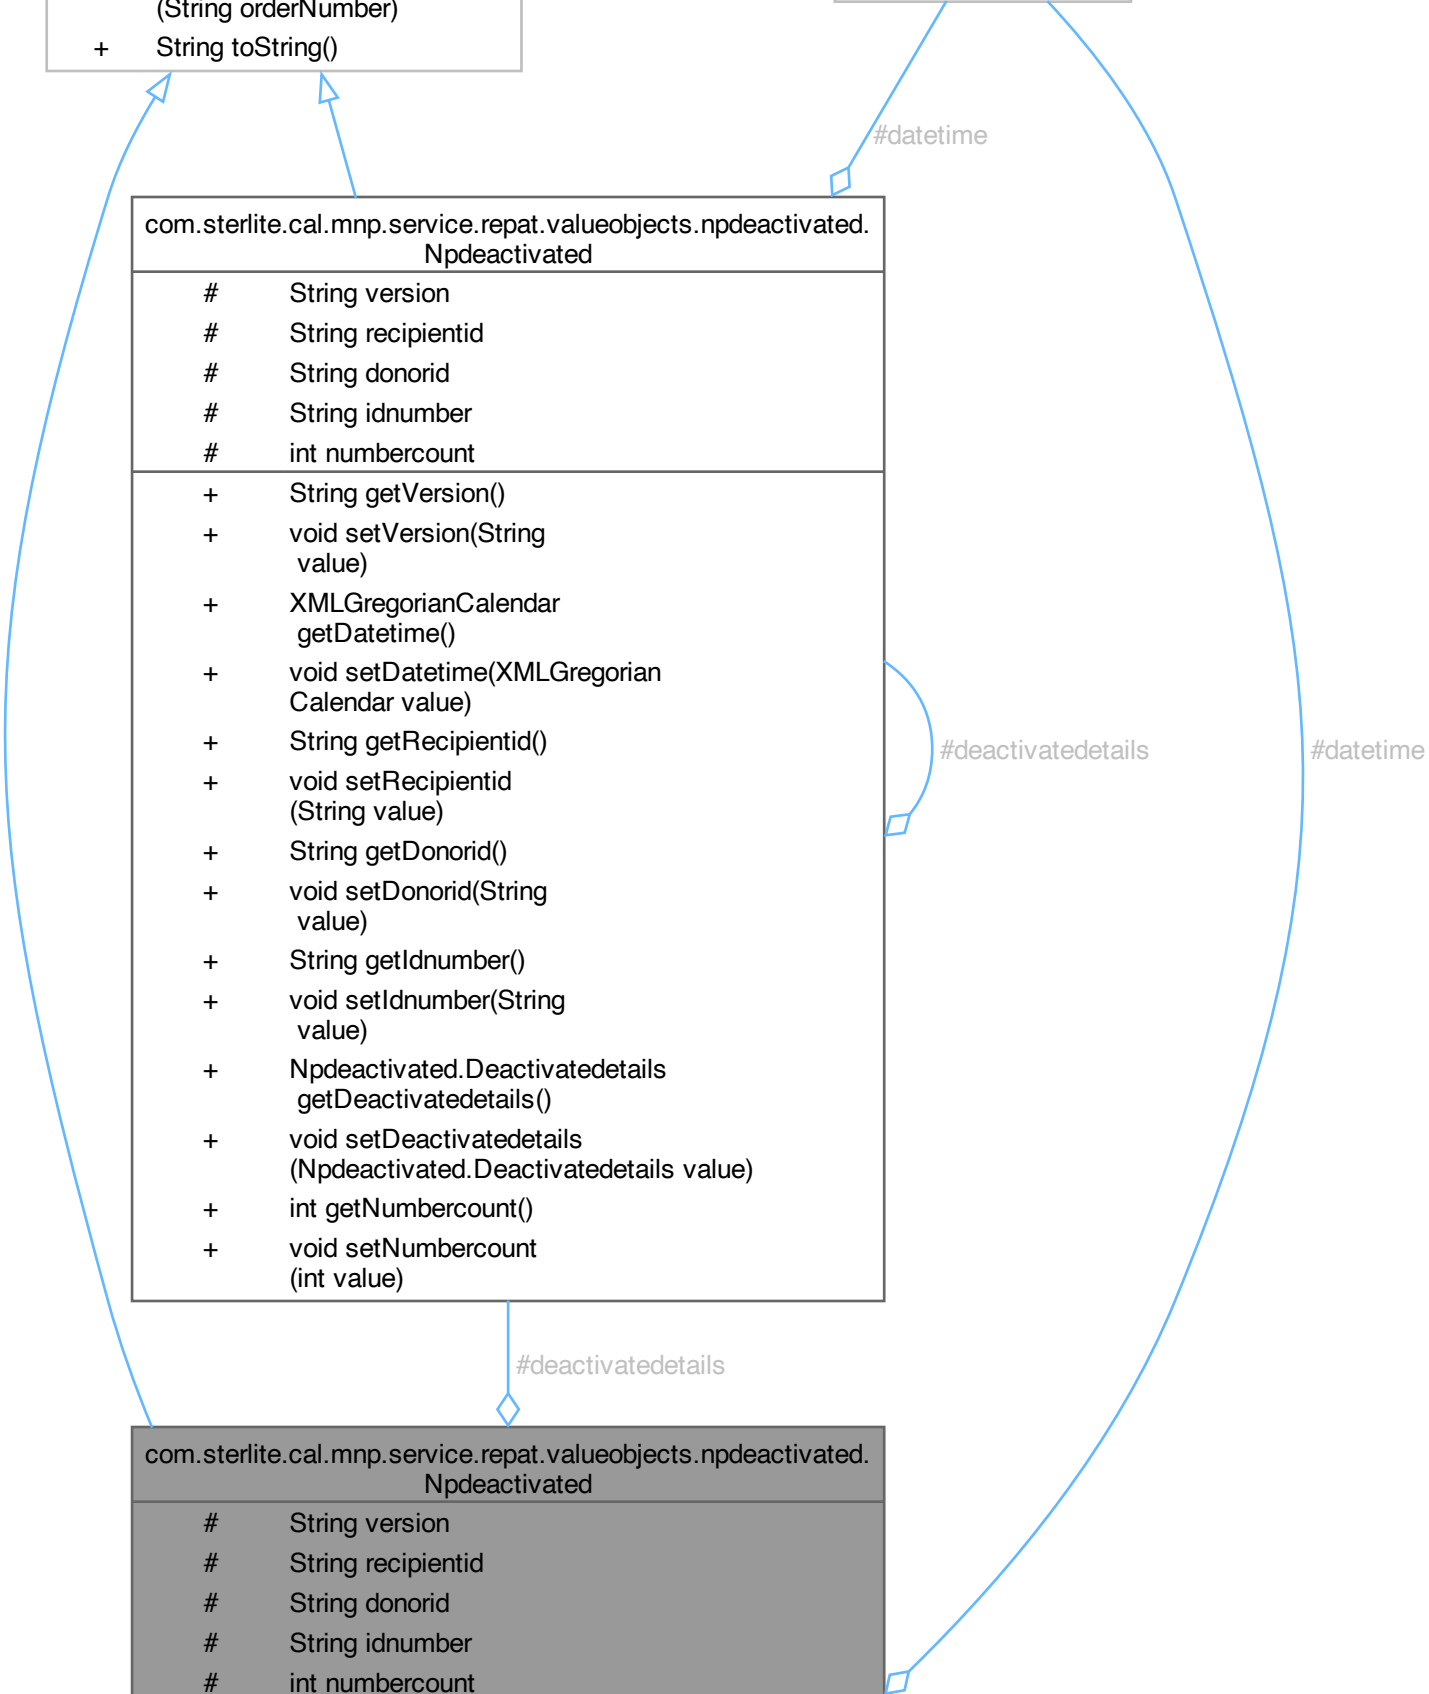 (String orderNumber)
+ String toString()
#datetime
com.sterlite.cal.mnp.service.repat.valueobjects.npdeactivated.
Npdeactivated
# String version
# String recipientid
# String donorid
# String idnumber
# int numbercount
+ String getVersion()
+ void setVersion(String
value)
+ XMLGregorianCalendar
getDatetime()
+ void setDatetime(XMLGregorian
Calendar value)
+ String getRecipientid()
+ void setRecipientid
(String value)
+ String getDonorid()
+ void setDonorid(String
value)
+ String getIdnumber()
+ void setIdnumber(String
value)
+ Npdeactivated.Deactivatedetails
getDeactivatedetails()
+ void setDeactivatedetails
(Npdeactivated.Deactivatedetails value)
+ int getNumbercount()
+ void setNumbercount
(int value)
#deactivatedetails
#datetime
#deactivatedetails
com.sterlite.cal.mnp.service.repat.valueobjects.npdeactivated.
Npdeactivated
# String version
# String recipientid
# String donorid
# String idnumber
# int numbercount